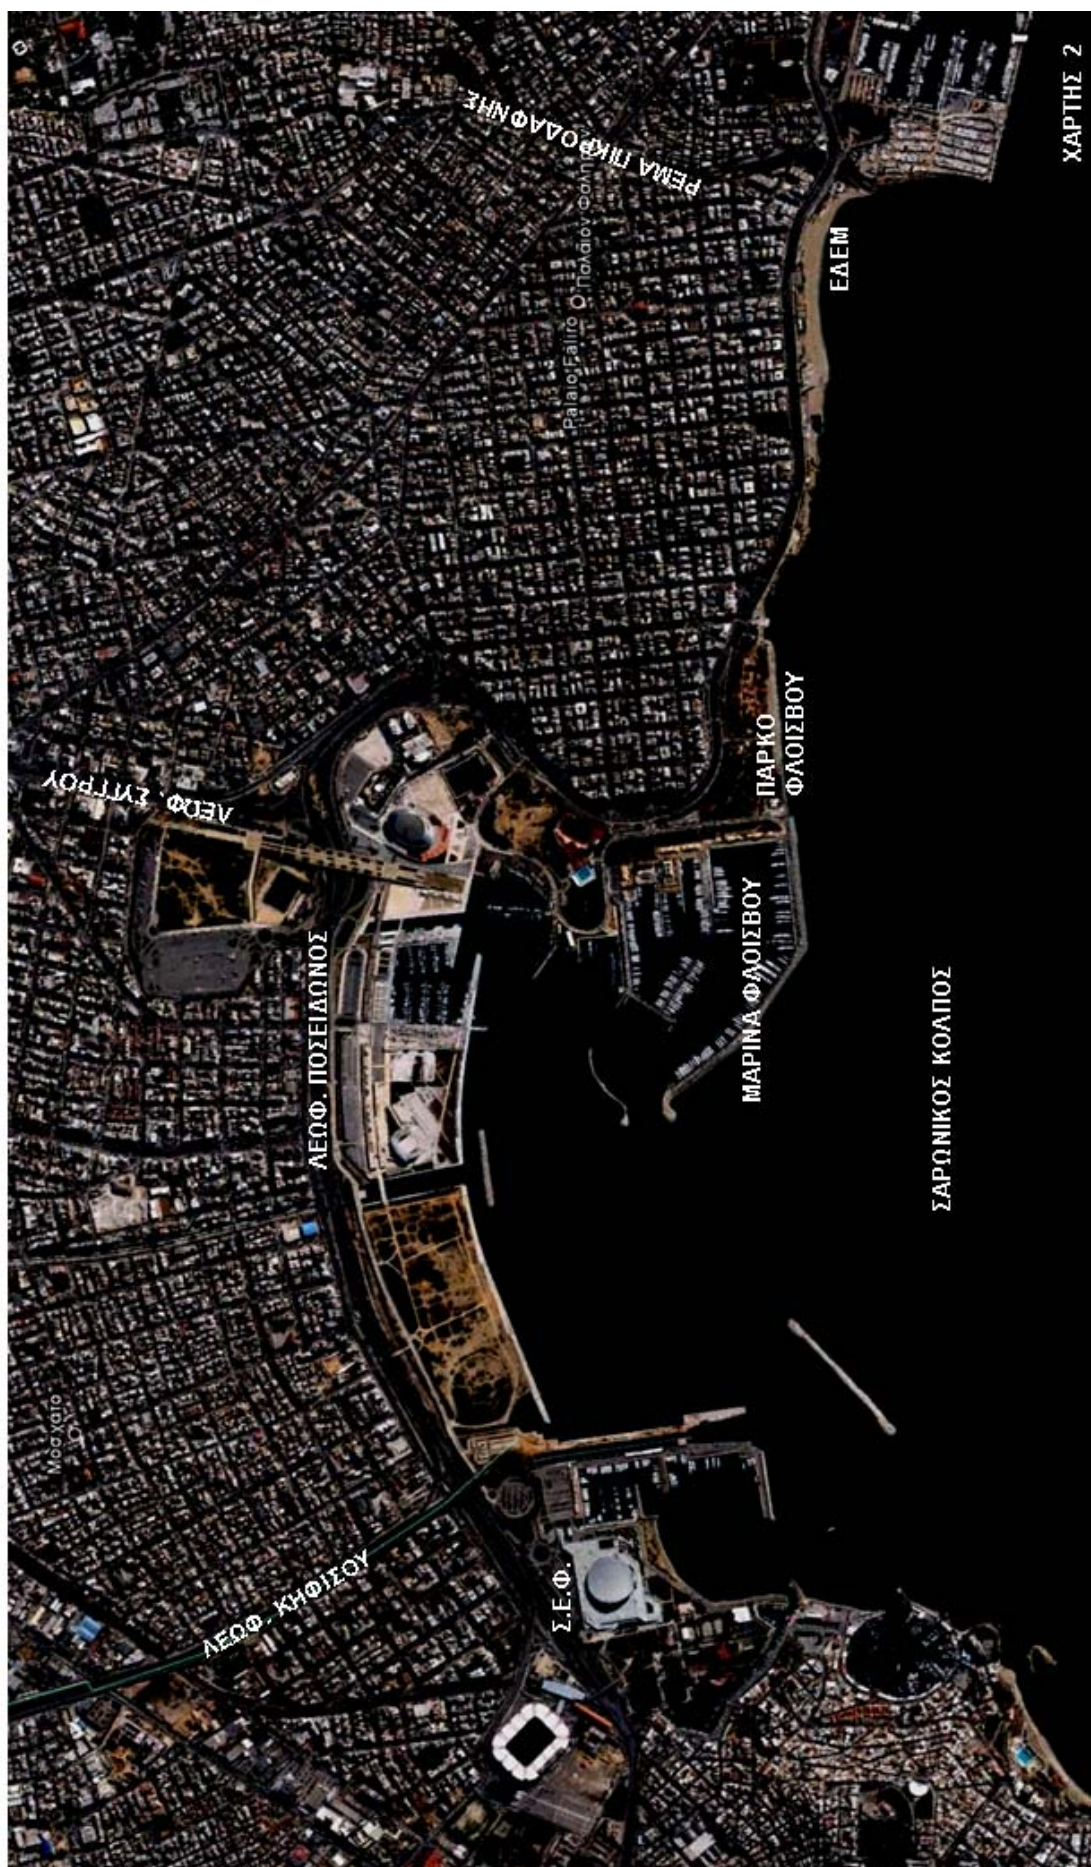 ΧΑΡΤΗΣ 2
ΡΕΜΑ ΠΙΚΡΟΔΑΦΝΗΣ
Palaio Faliro
ΕΔΕΜ
ΠΑΡΚΟ
ΦΛΟΙΣΒΟΥ
ΛΕΩΦ. ΣΥΓΓΡΟΥ
ΜΑΡΙΝΑ ΦΛΟΙΣΒΟΥ
ΛΕΩΦ. ΠΟΣΕΙΔΩΝΟΣ
ΣΑΡΩΝΙΚΟΣ ΚΟΛΠΟΣ
Μοσχάτο
ΛΕΩΦ. ΚΗΦΙΣΟΥ
Σ.Ε.Φ.